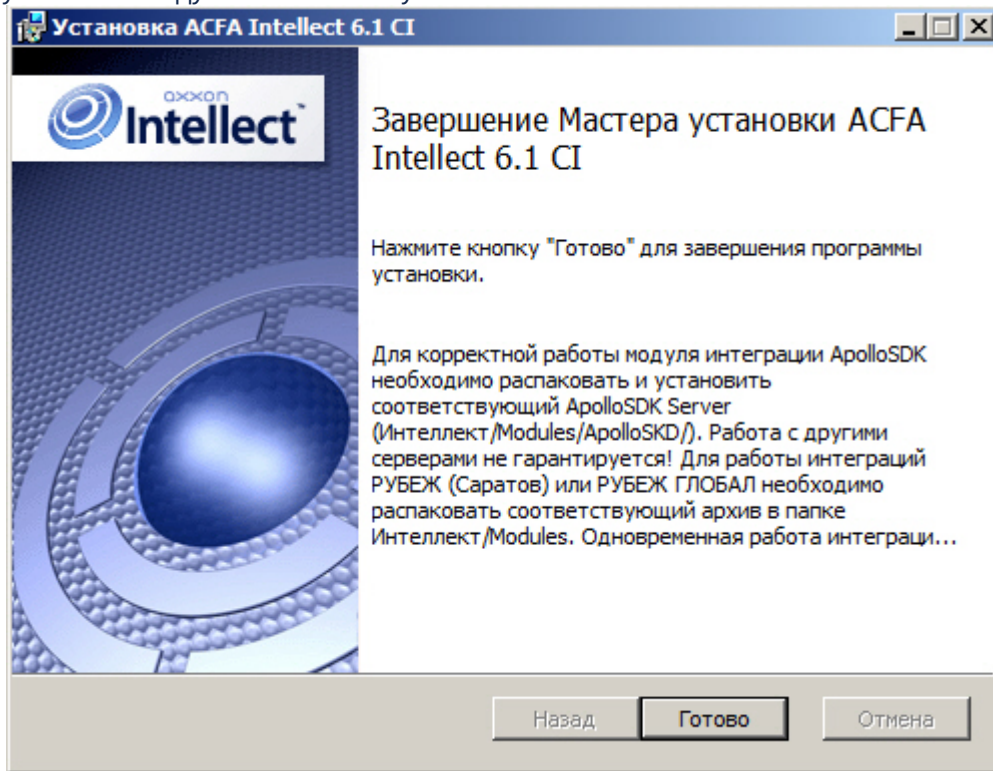 Установка ACFA Intellect 6.1 CI
axxon
Intellect
Завершение Мастера установки ACFA
Intellect 6.1 CI
Нажмите кнопку "Готово" для завершения программы
установки.
Для корректной работы модуля интеграции ApolloSDK
необходимо распаковать и установить
соответствующий ApolloSDK Server
(Интеллект/Modules/ApolloSKD/). Работа с другими
серверами не гарантируется! Для работы интеграций
РУБЕЖ (Саратов) или РУБЕЖ ГЛОБАЛ необходимо
распаковать соответствующий архив в папке
Интеллект/Modules. Одновременная работа интеграци...
Назад
Готово
Отмена